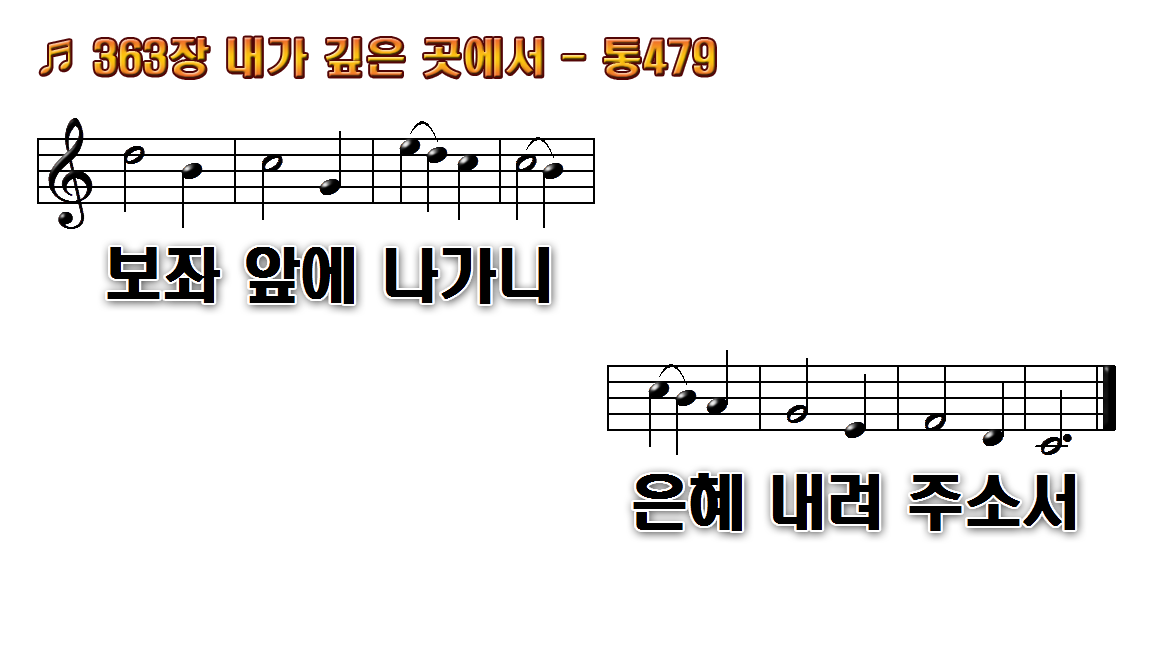 ♬ 363장 내가 깊은 곳에서 - 통479
보좌 앞에 나가니
은혜 내려 주소서